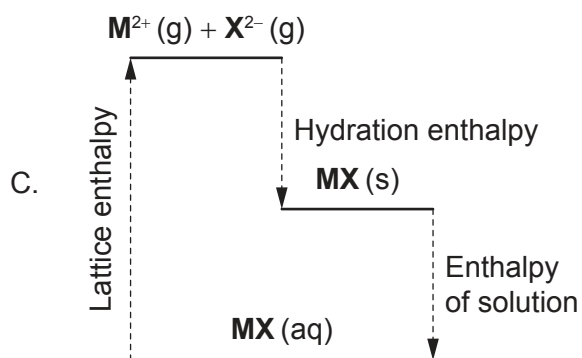 M²⁺ (g) + X²⁻ (g)
Lattice enthalpy
Hydration enthalpy
C.
MX (s)
Enthalpy
of solution
MX (aq)